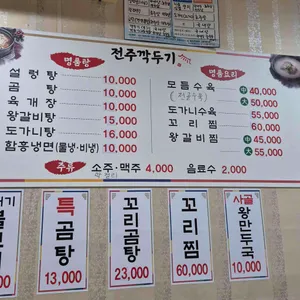 전주깍두기
명품탕
설렁탕 10,000
곰탕 10,000
육개장 10,000
왕갈비탕 15,000
도가니탕 16,000
함흥냉면(물냉·비냉) 10,000
명품요리
모듬수육 中 40,000
大 50,000
도가니수육 55,000
꼬리찜 60,000
왕갈비찜 中 45,000
大 55,000
주류 소주·맥주 4,000 음료수 2,000
특곰탕
13,000
꼬리곰탕
23,000
꼬리찜
60,000
사골
왕만두국
10,000